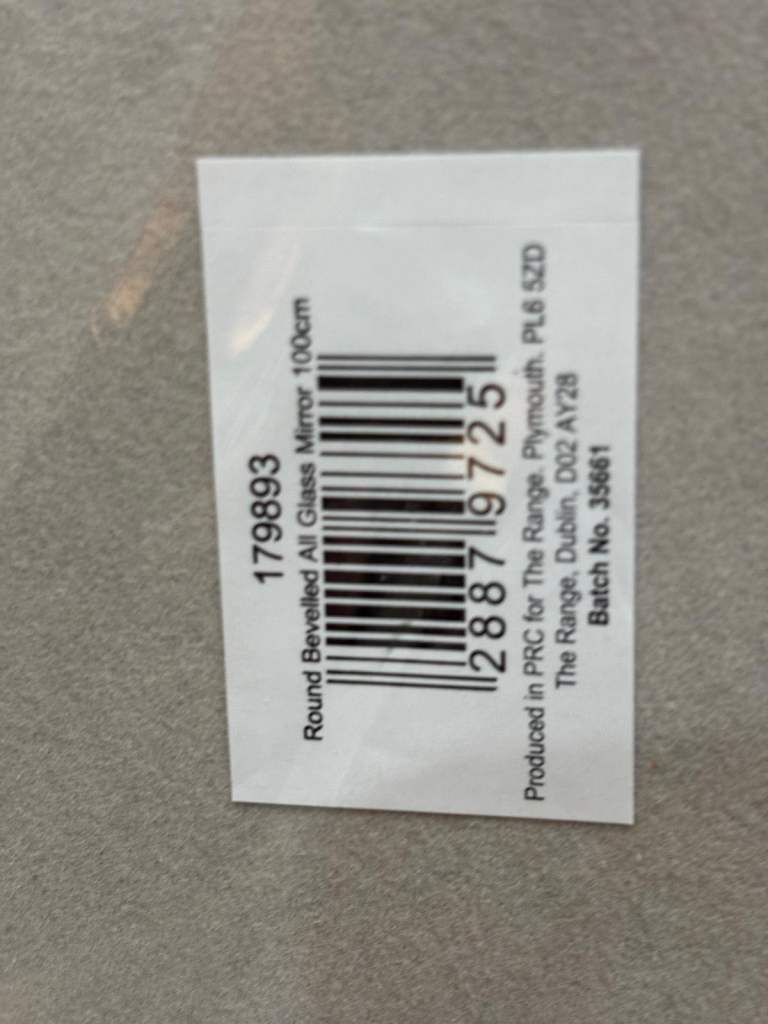 179893
Round Bevelled All Glass Mirror 100cm
2887 9725
Produced in PRC for The Range. Plymouth. PL6 5ZD
The Range, Dublin, D02 AY28
Batch No. 35661